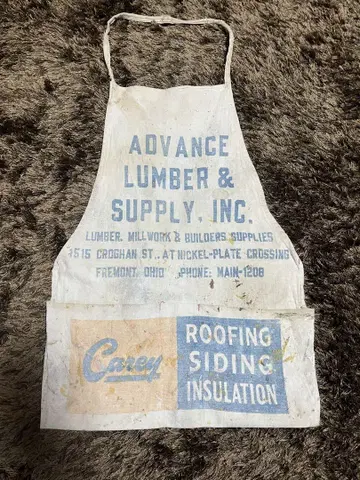 ADVANCE
LUMBER &
SUPPLY, INC.
LUMBER, MILLWORK & BUILDERS SUPPLIES
1515 CROGHAN ST., AT NICKEL-PLATE CROSSING
FREMONT, OHIO PHONE: MAIN-1208
Carey
ROOFING
SIDING
INSULATION